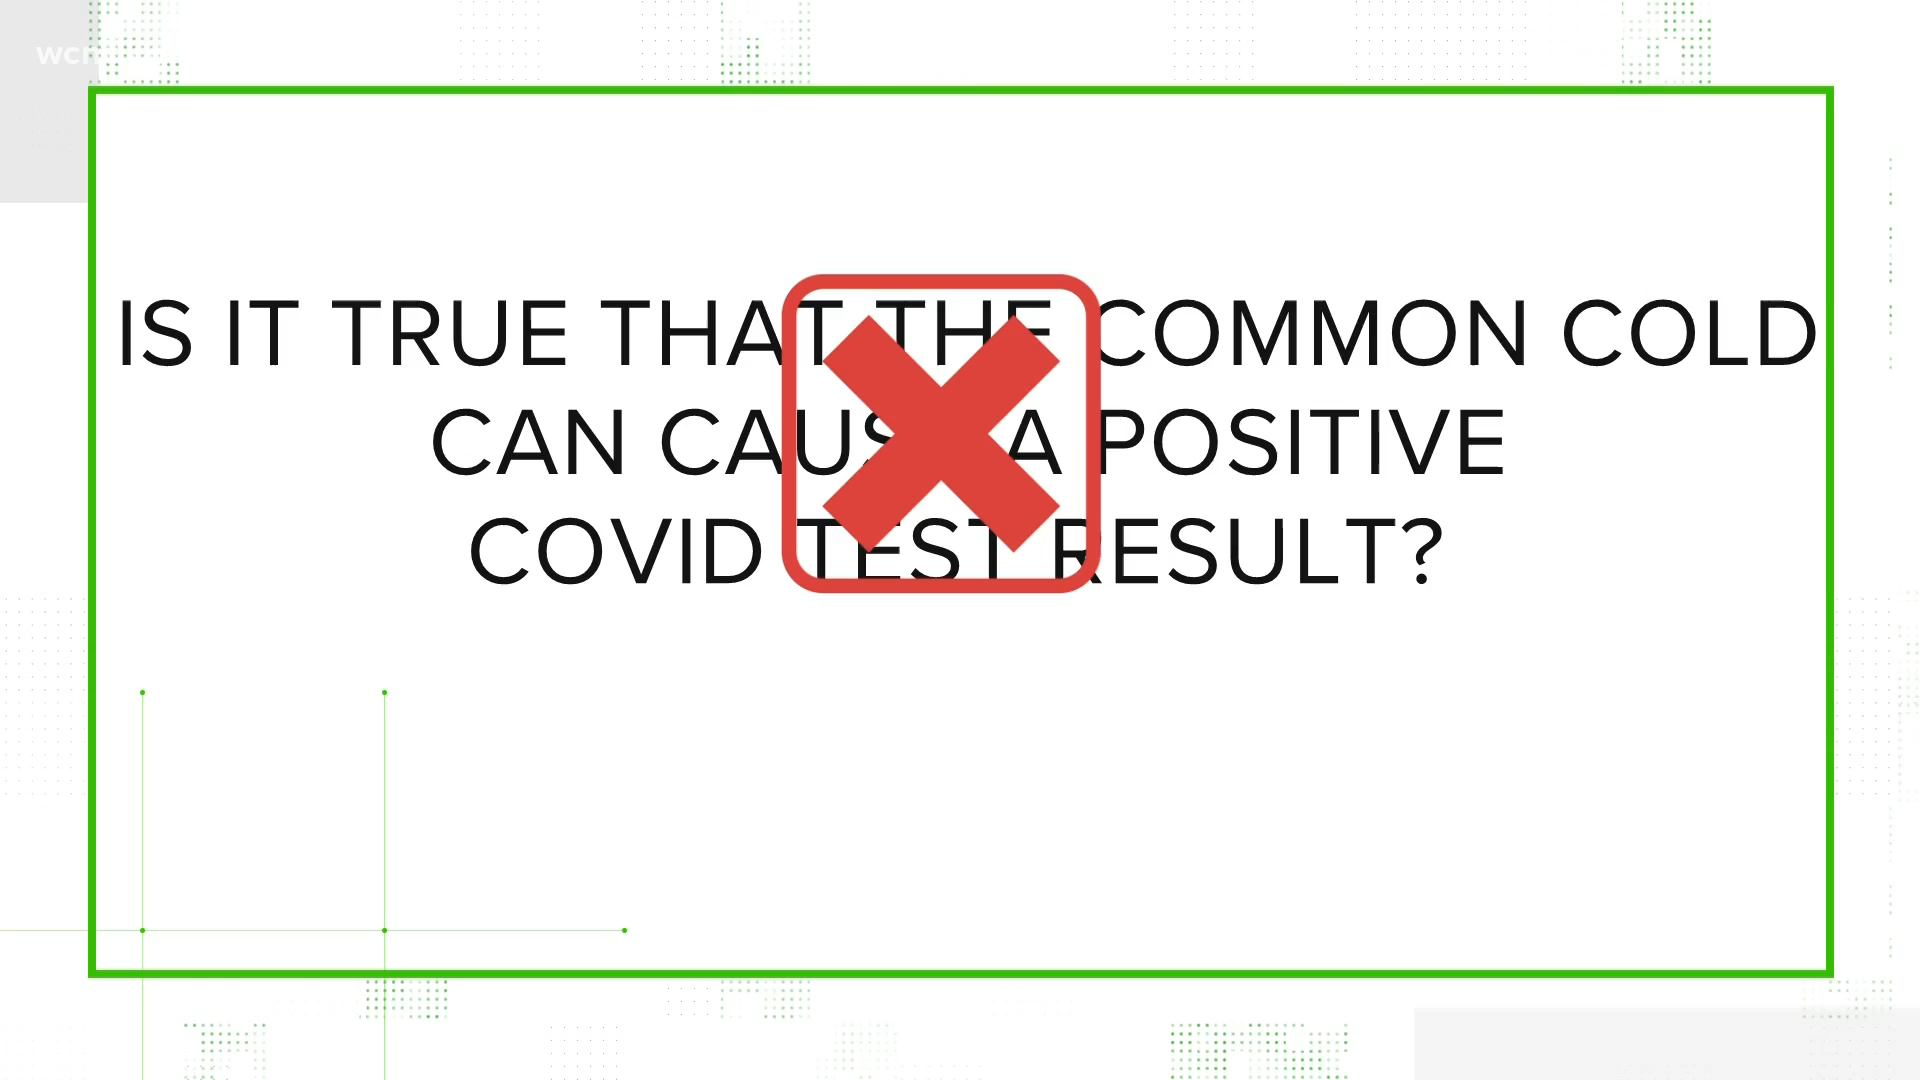 IS IT TRUE THAT THE COMMON COLD
CAN CAUSE A POSITIVE
COVID TEST RESULT?